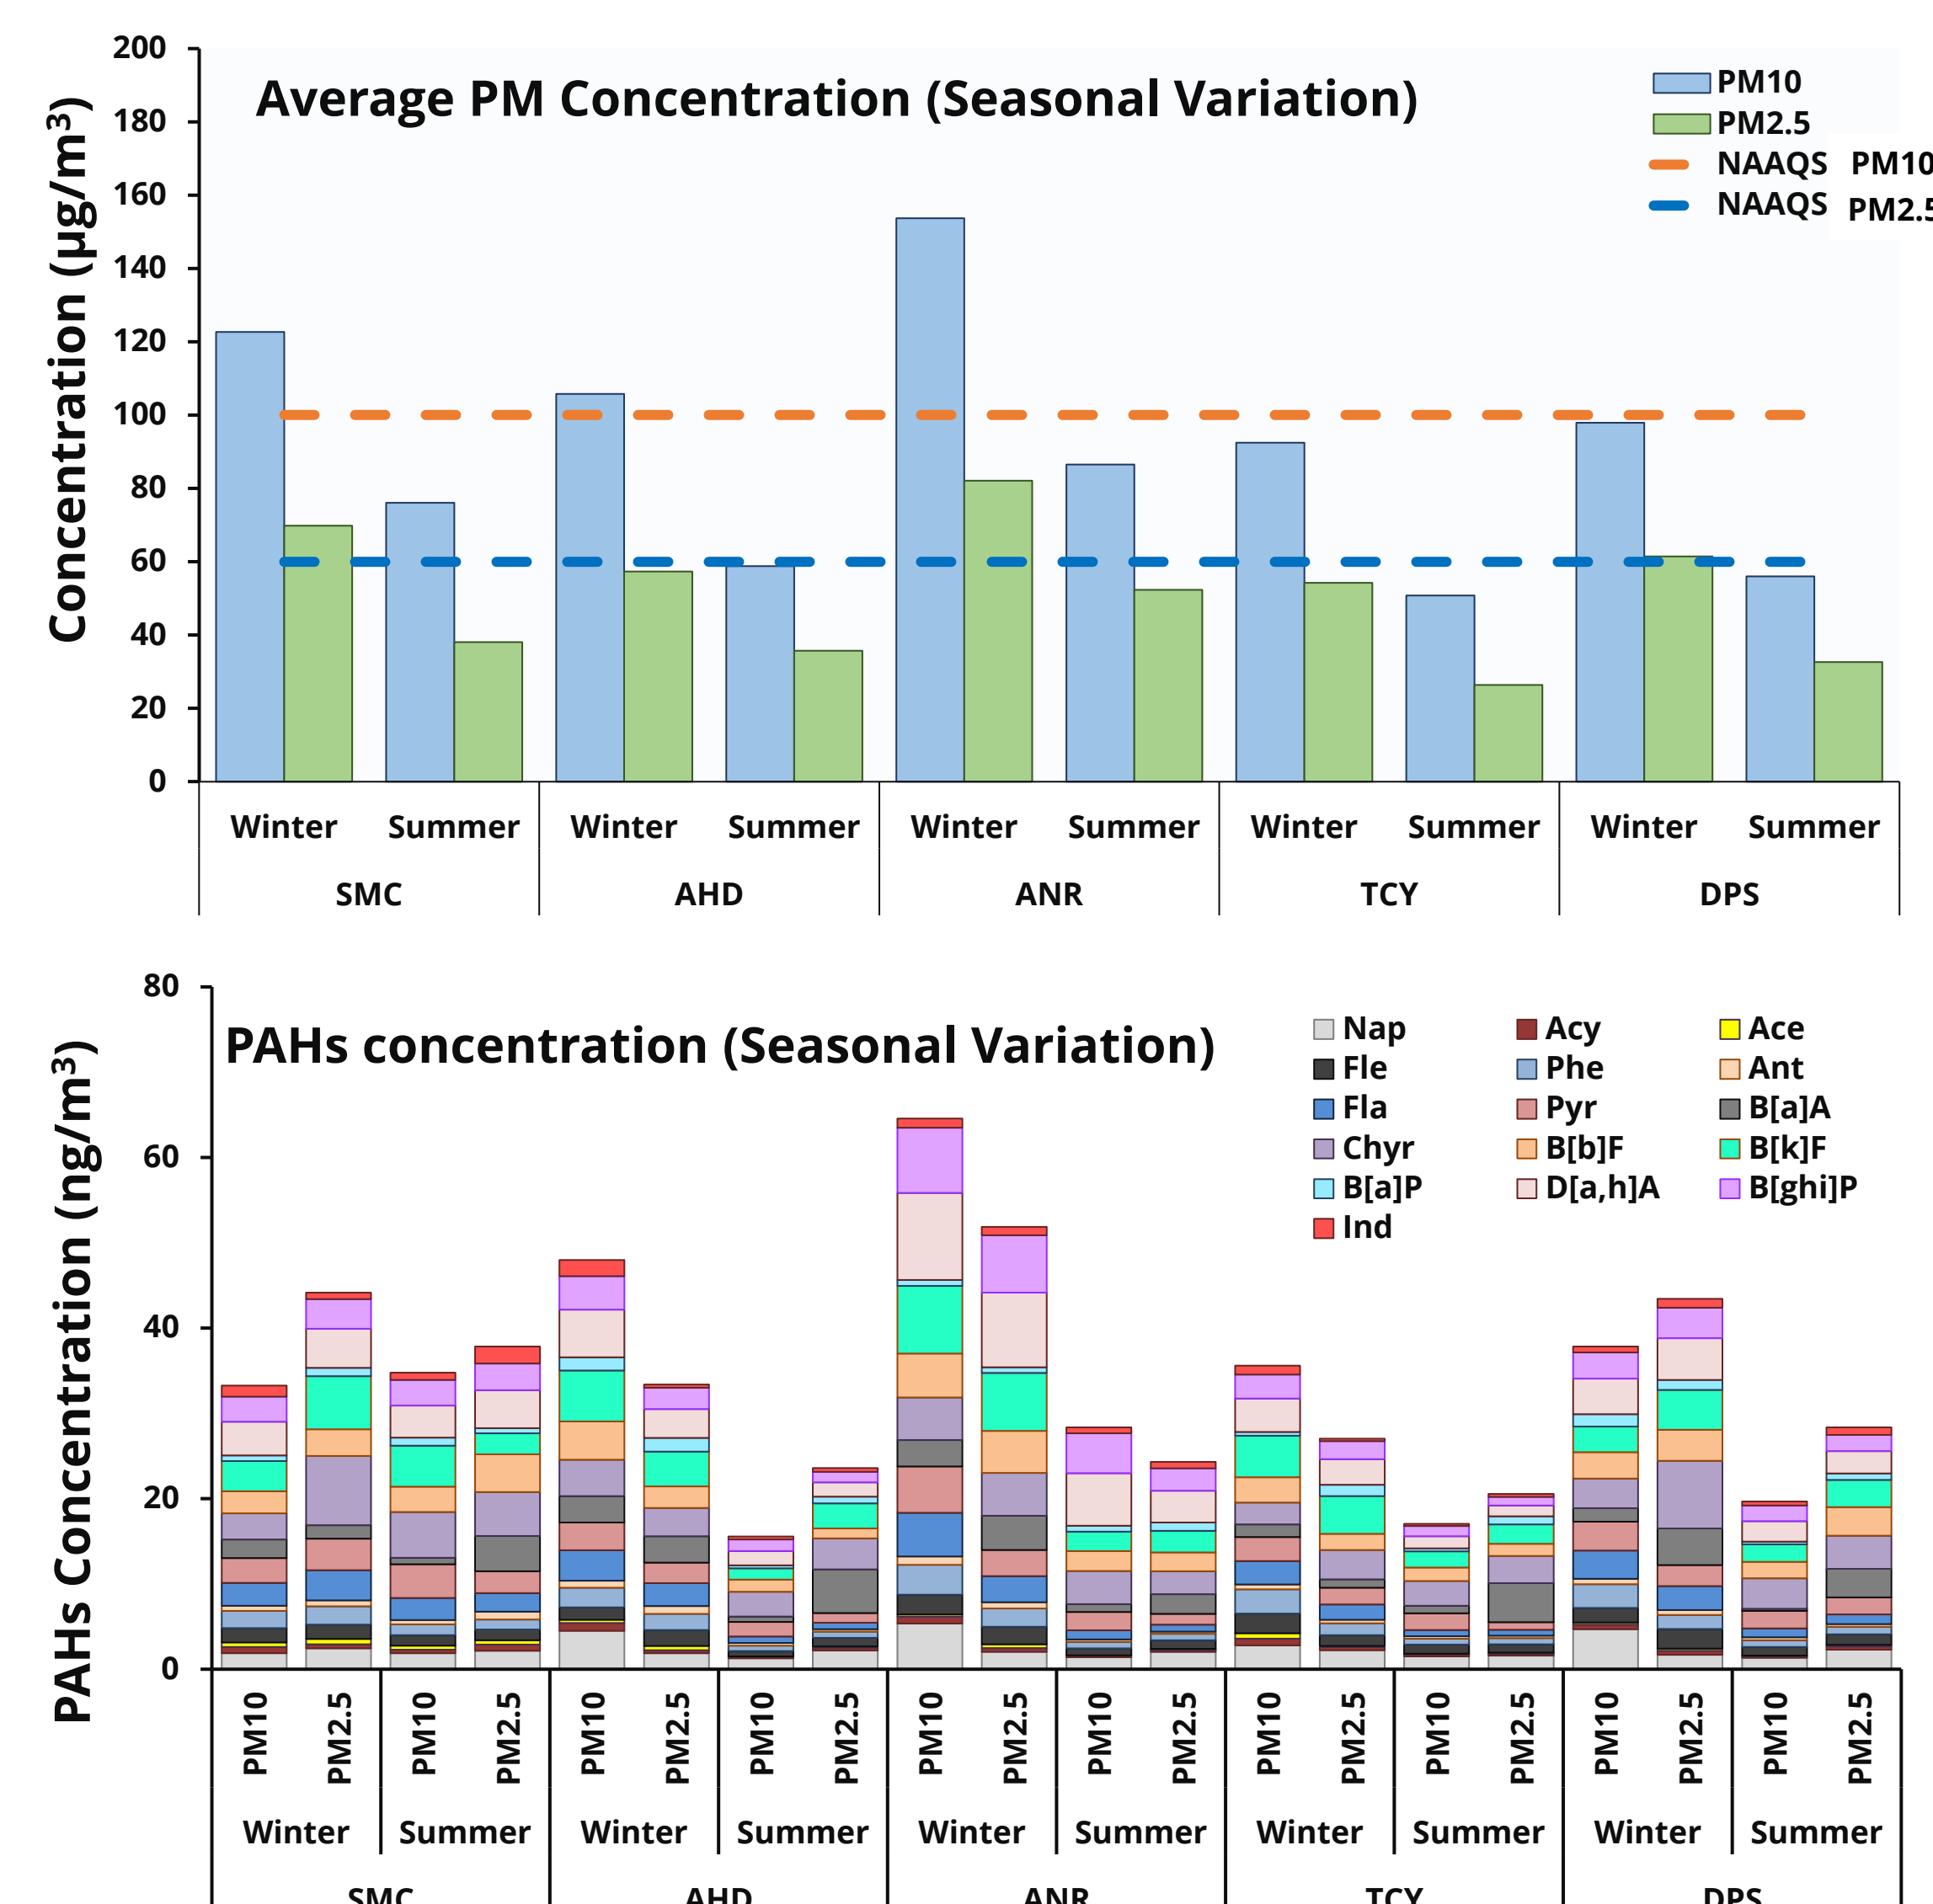 Average PM Concentration (Seasonal Variation)
Concentration (μg/m³)
200
180
160
140
120
100
80
60
40
20
0
PM10
PM2.5
NAAQS PM10
NAAQS PM2.5
Winter Summer Winter Summer Winter Summer Winter Summer Winter Summer
SMC AHD ANR TCY DPS
PAHs concentration (Seasonal Variation)
PAHs Concentration (ng/m³)
80
60
40
20
0
Nap Acy Ace
Fle Phe Ant
Fla Pyr B[a]A
Chyr B[b]F B[k]F
B[a]P D[a,h]A B[ghi]P
Ind
PM10 PM2.5 PM10 PM2.5 PM10 PM2.5 PM10 PM2.5 PM10 PM2.5 PM10 PM2.5 PM10 PM2.5 PM10 PM2.5 PM10 PM2.5 PM10 PM2.5
Winter Summer Winter Summer Winter Summer Winter Summer Winter Summer
SMC AHD ANR TCY DPS